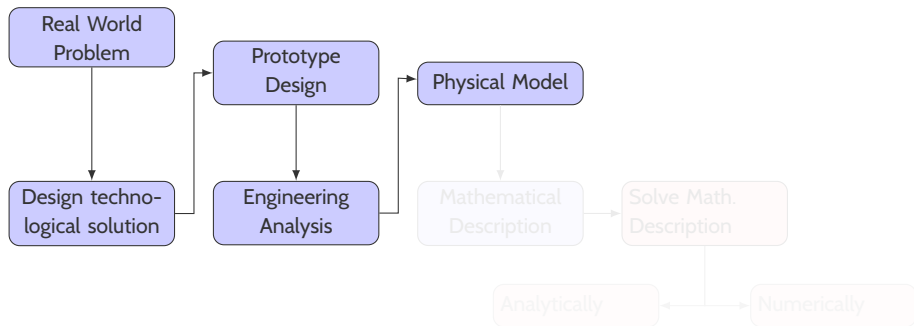 Real World
Problem
Prototype
Design
Physical Model
Design techno-
logical solution
Engineering
Analysis
Mathematical
Description
Solve Math.
Description
Analytically
Numerically